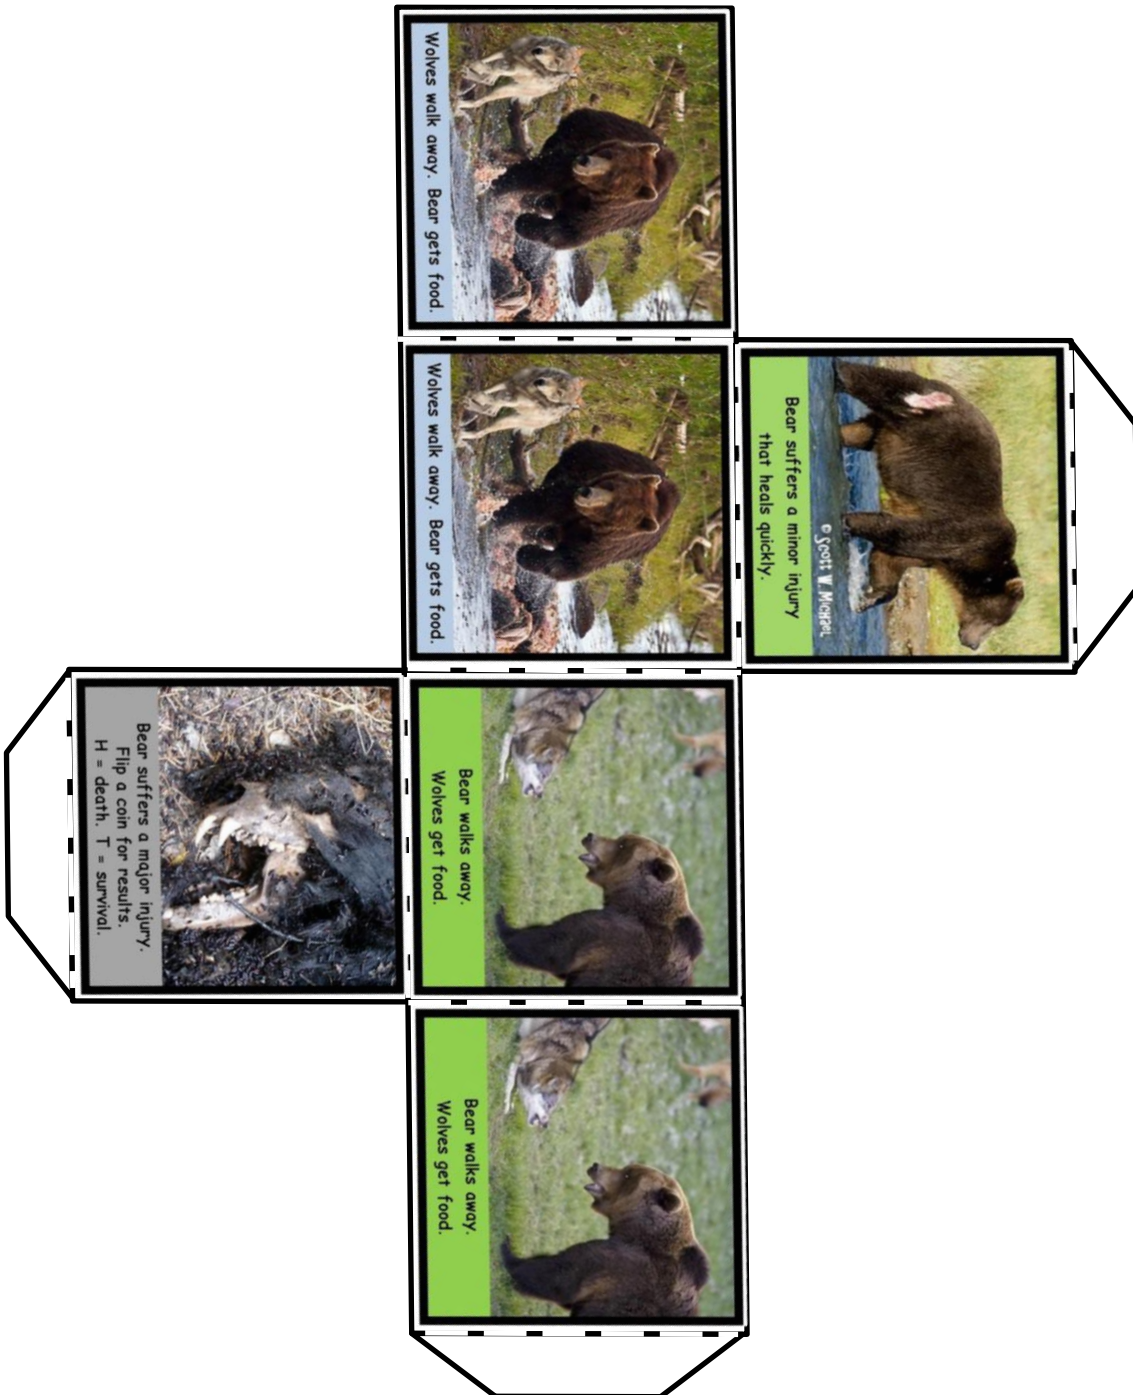 Wolves walk away. Bear gets food.
Wolves walk away. Bear gets food.
Bear suffers a minor injury
that heals quickly.
© Scott W. Michael
Bear suffers a major injury.
Flip a coin for results.
H = death. T = survival.
Bear walks away.
Wolves get food.
Bear walks away.
Wolves get food.